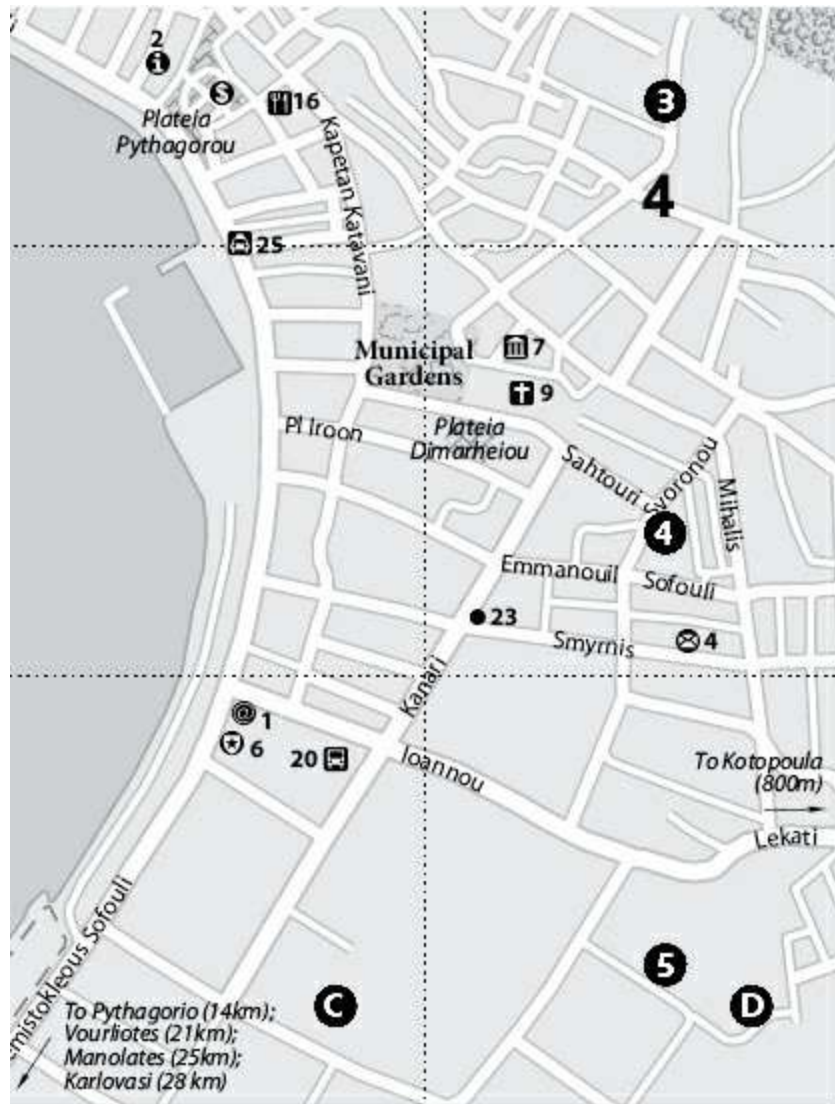 2
i
S
16
3
Plateia
Pythagorou
Kapetan Katavani
4
25
Municipal
Gardens
7
9
Pl Iroon
Plateia
Dimarheiou
Sahtouri
Svoronou
Mihalis
4
Emmanouil
Sofouli
23
Smyrnis
4
Kanari
@ 1
6
20
Ioannou
To Kotopoula
(800m)
Lekati
emistokleous Sofouli
C
5
D
To Pythagorio (14km);
Vourliotes (21km);
Manolates (25km);
Karlovasi (28 km)